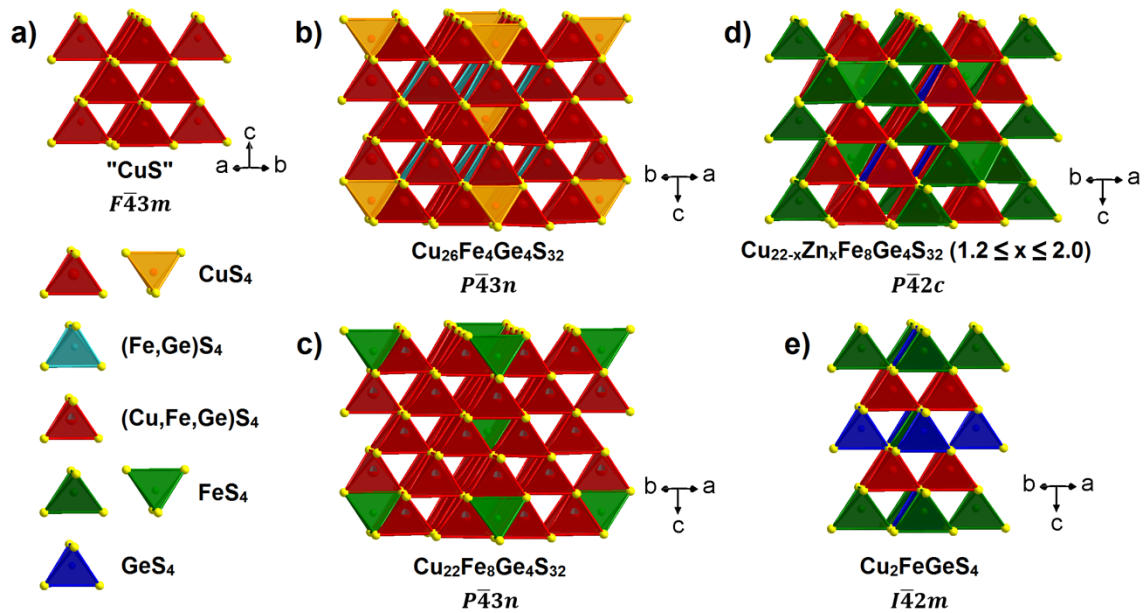 a)
c
a b
"CuS"
F4̅3m
CuS₄
(Fe,Ge)S₄
(Cu,Fe,Ge)S₄
FeS₄
GeS₄
b)
b a
c
Cu₂₆Fe₄Ge₄S₃₂
P4̅3n
c)
b a
c
Cu₂₂Fe₈Ge₄S₃₂
P4̅3n
d)
b a
c
Cu₂₂₋ₓZnₓFe₈Ge₄S₃₂ (1.2 ≤ x ≤ 2.0)
P4̅2c
e)
b a
c
Cu₂FeGeS₄
I4̅2m